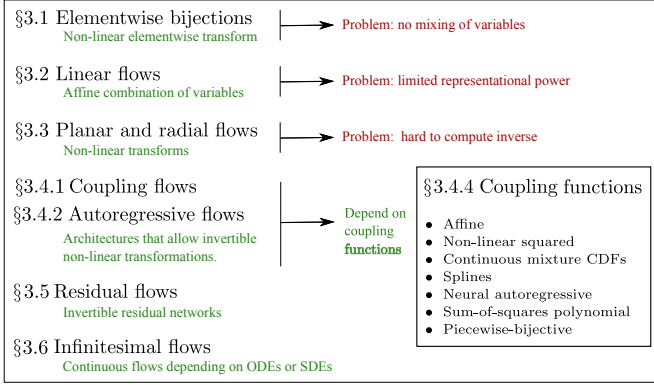 §3.1 Elementwise bijections
Non-linear elementwise transform
Problem: no mixing of variables
§3.2 Linear flows
Affine combination of variables
Problem: limited representational power
§3.3 Planar and radial flows
Non-linear transforms
Problem: hard to compute inverse
§3.4.1 Coupling flows
§3.4.2 Autoregressive flows
Architectures that allow invertible
non-linear transformations.
Depend on
coupling
functions
§3.4.4 Coupling functions
• Affine
• Non-linear squared
• Continuous mixture CDFs
• Splines
• Neural autoregressive
• Sum-of-squares polynomial
• Piecewise-bijective
§3.5 Residual flows
Invertible residual networks
§3.6 Infinitesimal flows
Continuous flows depending on ODEs or SDEs